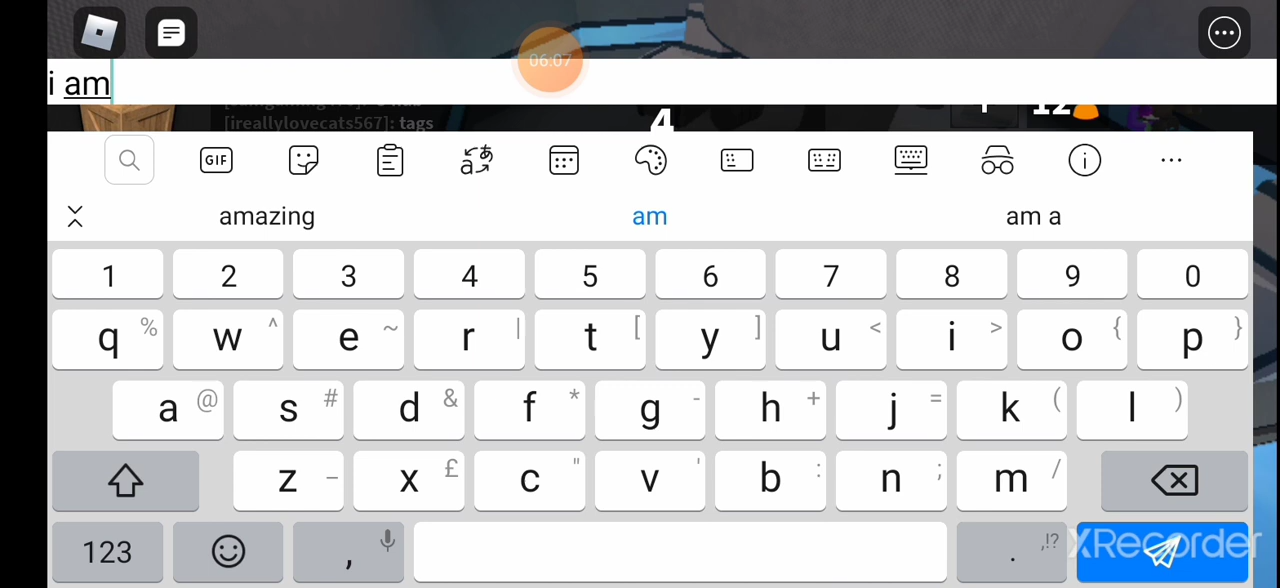 06:07
i am
[ireallylovecats567]: tags
4
12
GIF
amazing am am a
1 2 3 4 5 6 7 8 9 0
q % w ^ e ~ r | t [ y ] u < i > o { p }
a @ s # d & f * g - h + j = k ( l )
z _ x £ c " v ' b : n ; m /
123 , . ,!?
XRecorder